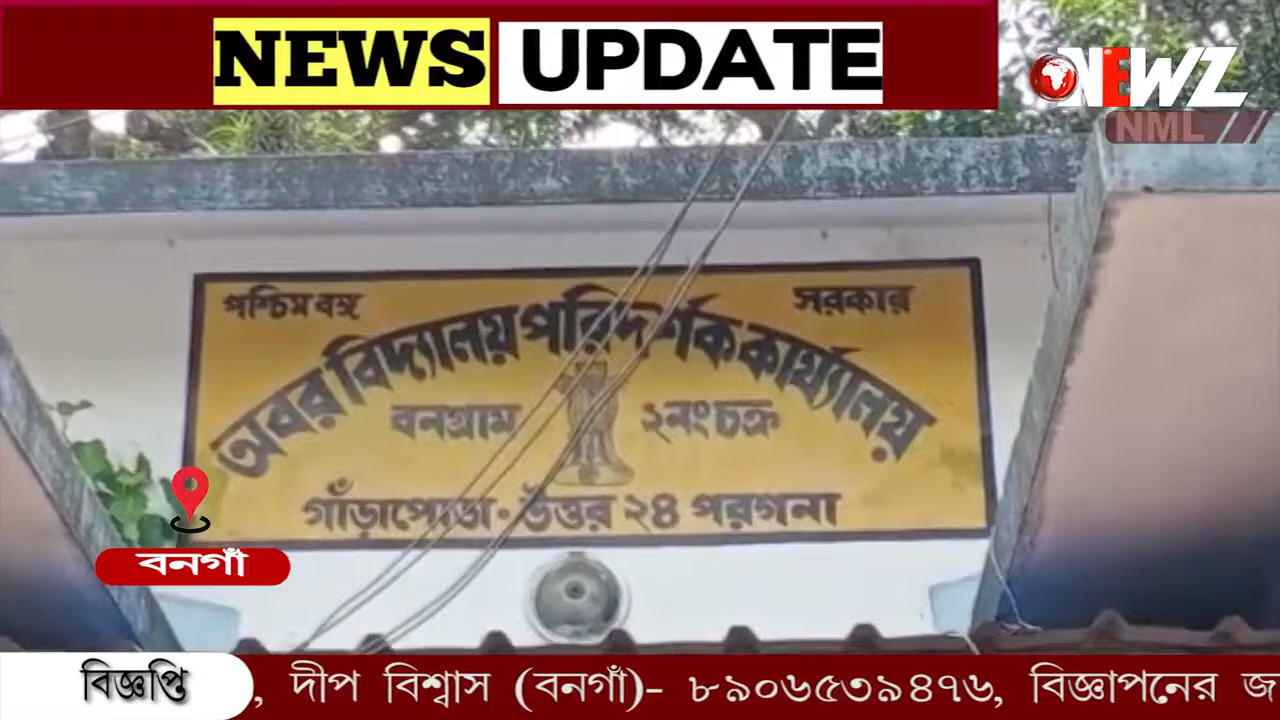 NEWS UPDATE
NEWZ
NML
পশ্চিমবঙ্গ সরকার
অবর বিদ্যালয় পরিদর্শক কার্য্যালয়
বনগ্রাম ২নং চক্র
গাঁড়াপোতা - উত্তর ২৪ পরগনা
বনগাঁ
বিজ্ঞপ্তি , দীপ বিশ্বাস (বনগাঁ)- ৮৯০৬৫৩৯৪৭৬, বিজ্ঞাপনের জ